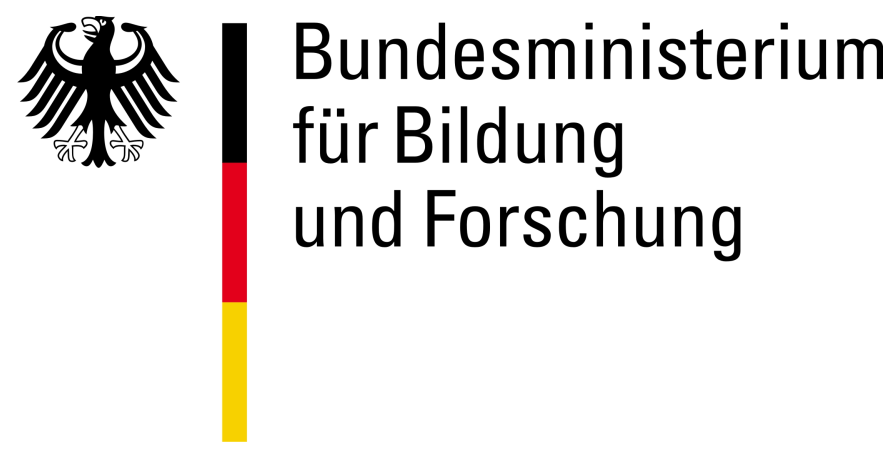 Bundesministerium
für Bildung
und Forschung